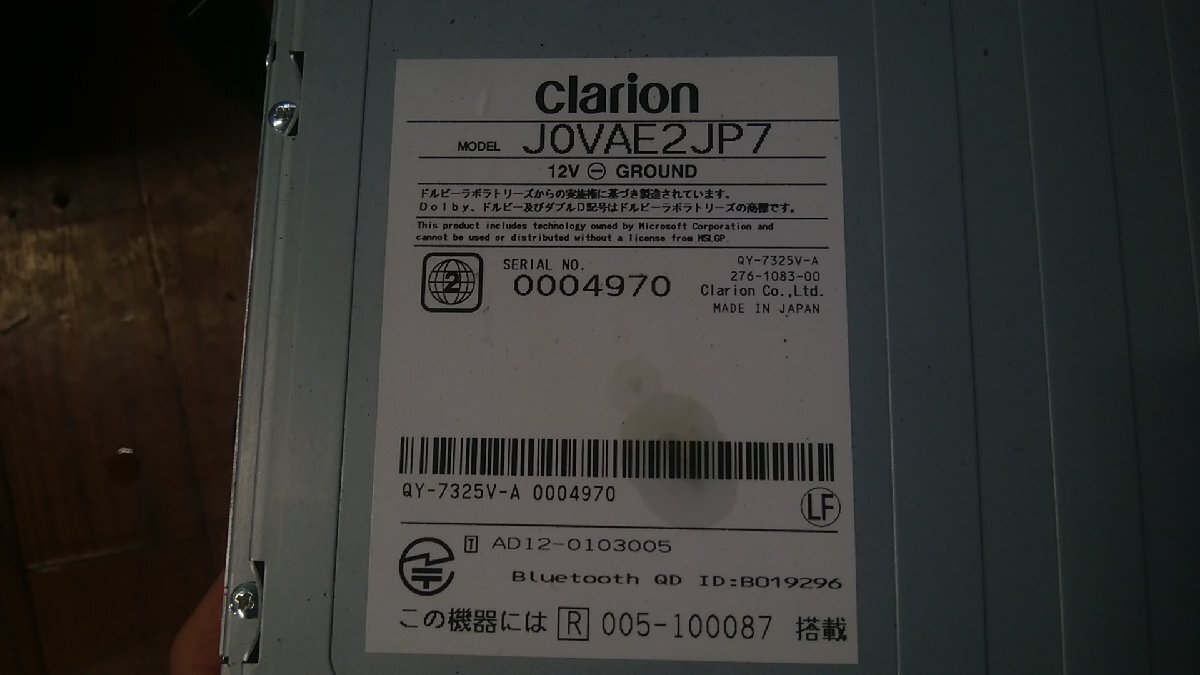 clarion
MODEL J0VAE2JP7
12V ⊖ GROUND
ドルビーラボラトリーズからの実施権に基づき製造されています。
Dolby、ドルビー及びダブルD記号はドルビーラボラトリーズの商標です。
This product includes technology owned by Microsoft Corporation and
cannot be used or distributed without a license from MSLGP.
2
SERIAL NO.
0004970
QY-7325V-A
276-1083-00
Clarion Co.,Ltd.
MADE IN JAPAN
QY-7325V-A 0004970
LF
T AD12-0103005
Bluetooth QD ID:B019296
この機器には R 005-100087 搭載